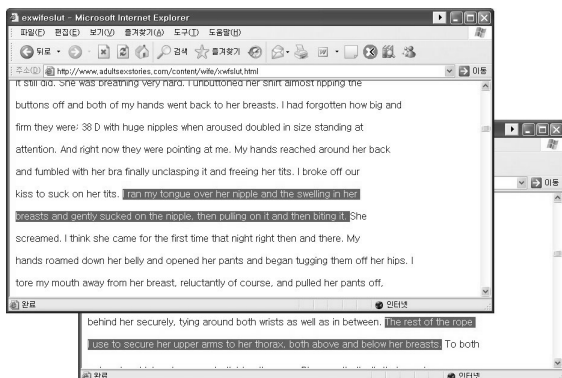 exwifeslut - Microsoft Internet Explorer
파일(F) 편집(E) 보기(V) 즐겨찾기(A) 도구(T) 도움말(H)
뒤로 검색 즐겨찾기
주소(D) http://www.adultsexstories.com/content/wife/xwfslut.html 이동
it still did. She was breathing very hard. I unbuttoned her shirt almost ripping the
buttons off and both of my hands went back to her breasts. I had forgotten how big and
firm they were: 38 D with huge nipples when aroused doubled in size standing at
attention. And right now they were pointing at me. My hands reached around her back
and fumbled with her bra finally unclasping it and freeing her tits. I broke off our
kiss to suck on her tits. I ran my tongue over her nipple and the swelling in her
breasts and gently sucked on the nipple, then pulling on it and then biting it. She
screamed. I think she came for the first time that night right then and there. My
hands roamed down her belly and opened her pants and began tugging them off her hips. I
tore my mouth away from her breast, reluctantly of course, and pulled her pants off,
완료 인터넷
이동
behind her securely, tying around both wrists as well as in between. The rest of the rope
I use to secure her upper arms to her thorax, both above and below her breasts. To both
완료 인터넷